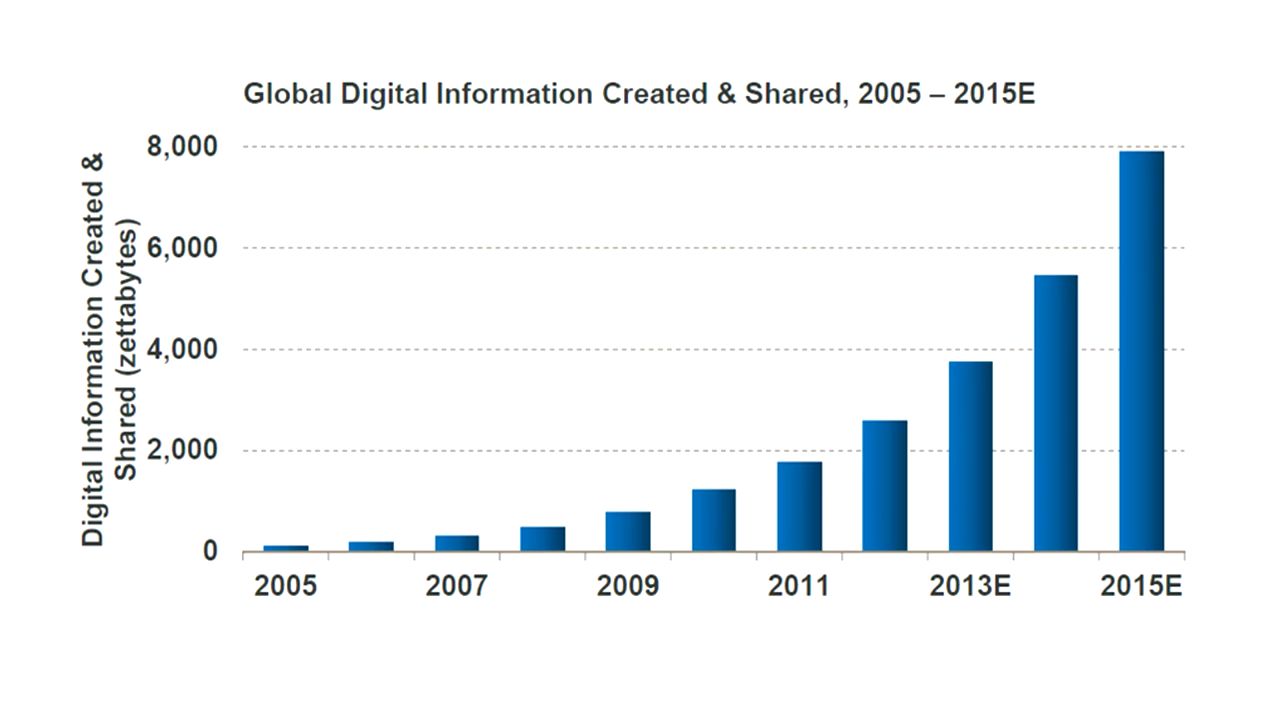 Global Digital Information Created & Shared, 2005 – 2015E
Digital Information Created &
Shared (zettabytes)
8,000
6,000
4,000
2,000
0
2005 2007 2009 2011 2013E 2015E